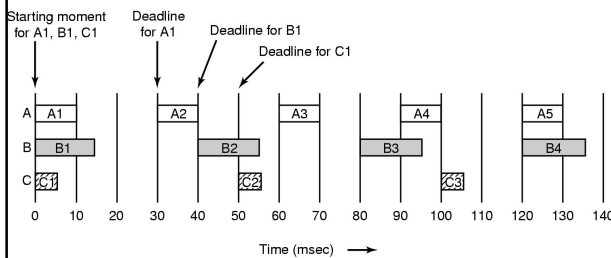 Starting moment
for A1, B1, C1
Deadline
for A1
Deadline for B1
Deadline for C1
A A1 A2 A3 A4 A5
B B1 B2 B3 B4
C C1 C2 C3
0 10 20 30 40 50 60 70 80 90 100 110 120 130 140
Time (msec)